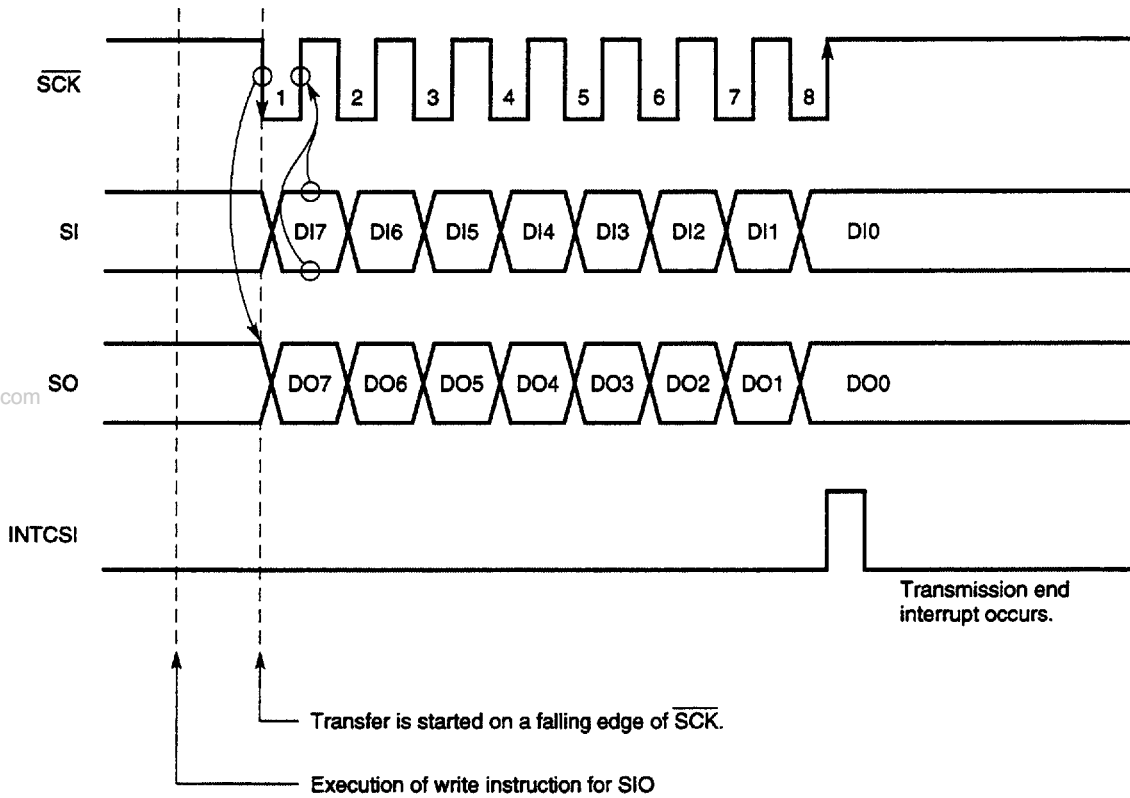 SCK
1 2 3 4 5 6 7 8
SI
DI7 DI6 DI5 DI4 DI3 DI2 DI1 DI0
com
SO
DO7 DO6 DO5 DO4 DO3 DO2 DO1 DO0
INTCSI
Transmission end
interrupt occurs.
Transfer is started on a falling edge of SCK.
Execution of write instruction for SIO